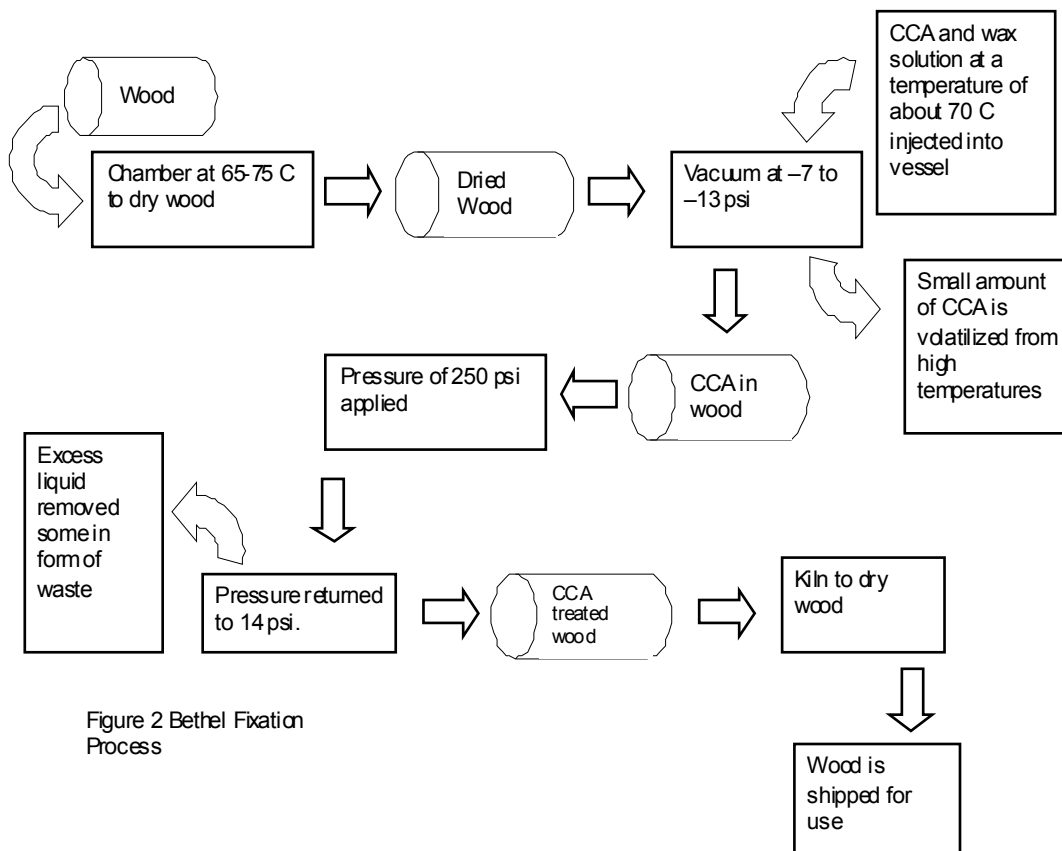 Wood
Chamber at 65-75 C
to dry wood
Dried
Wood
Vacuum at –7 to
–13 psi
CCA and wax
solution at a
temperature of
about 70 C
injected into
vessel
Small amount
of CCA is
volatilized from
high
temperatures
CCA in
wood
Pressure of 250 psi
applied
Excess
liquid
removed
some in
form of
waste
Pressure returned
to 14 psi.
CCA
treated
wood
Kiln to dry
wood
Wood is
shipped for
use
Figure 2 Bethel Fixation
Process